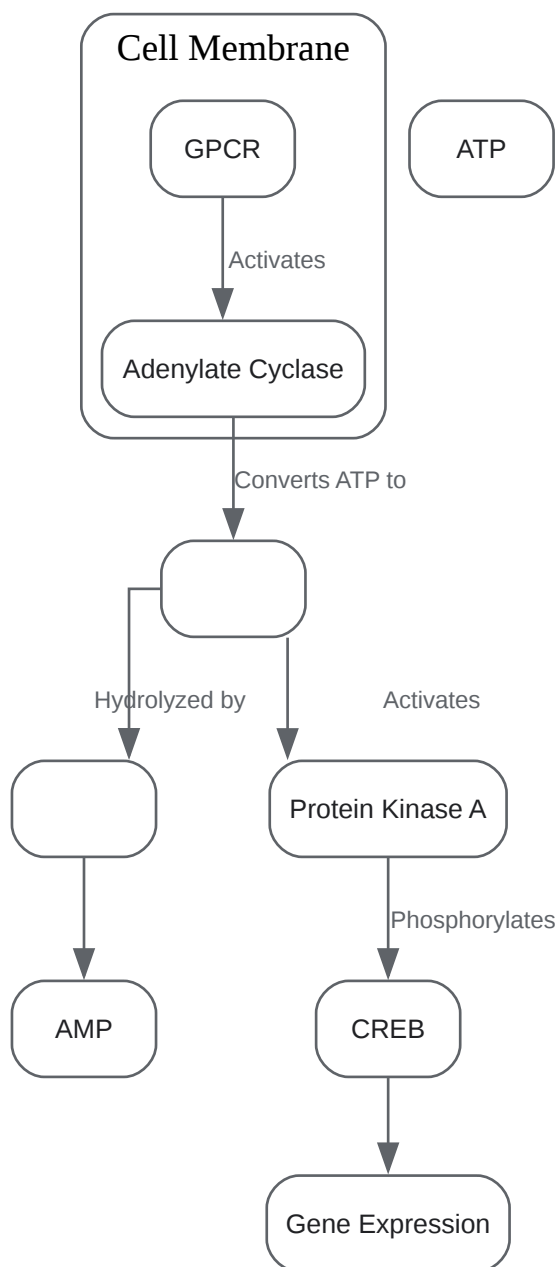 Cell Membrane
GPCR
ATP
Activates
Adenylate Cyclase
Converts ATP to
Hydrolyzed by
Activates
Protein Kinase A
Phosphorylates
AMP
CREB
Gene Expression